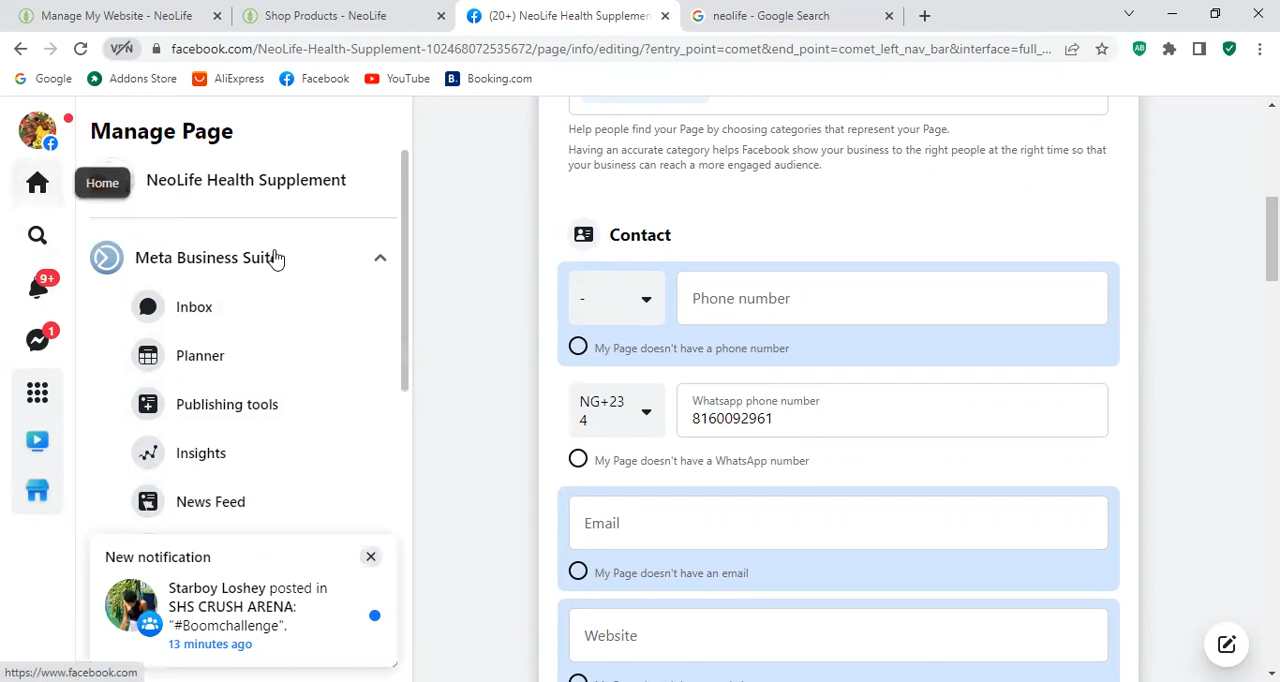 Manage My Website - NeoLife
Shop Products - NeoLife
(20+) NeoLife Health Supplemen
neolife - Google Search
VPN
facebook.com/NeoLife-Health-Supplement-102468072535672/page/info/editing/?entry_point=comet&end_point=comet_left_nav_bar&interface=full_...
Google
Addons Store
AliExpress
Facebook
YouTube
B.
Booking.com
Manage Page
Home
NeoLife Health Supplement
Meta Business Suite
9+
Inbox
1
Planner
Publishing tools
Insights
News Feed
New notification
Starboy Loshey posted in
SHS CRUSH ARENA:
"#Boomchallenge".
13 minutes ago
https://www.facebook.com
Help people find your Page by choosing categories that represent your Page.
Having an accurate category helps Facebook show your business to the right people at the right time so that
your business can reach a more engaged audience.
Contact
-
Phone number
My Page doesn't have a phone number
NG+23
4
Whatsapp phone number
8160092961
My Page doesn't have a WhatsApp number
Email
My Page doesn't have an email
Website